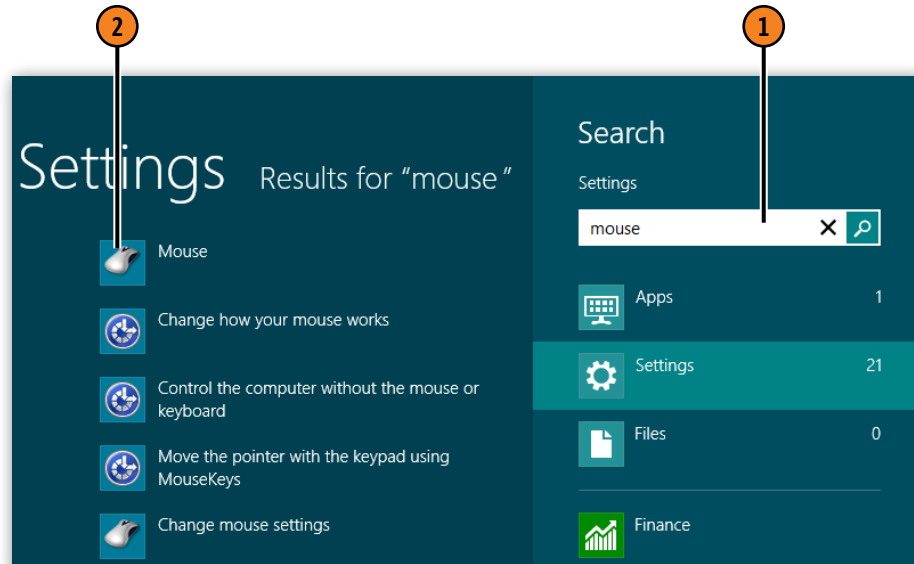 2
1
Settings Results for “mouse”
Mouse
Change how your mouse works
Control the computer without the mouse or
keyboard
Move the pointer with the keypad using
MouseKeys
Change mouse settings
Search
Settings
mouse
Apps 1
Settings 21
Files 0
Finance